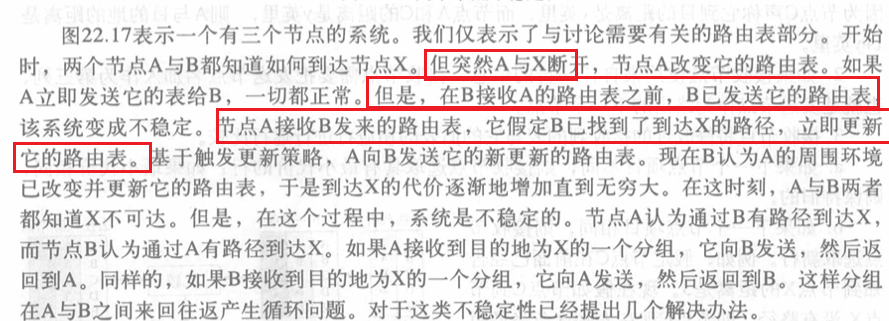 图22.17表示一个有三个节点的系统。我们仅表示了与讨论需要有关的路由表部分。开始
时，两个节点A与B都知道如何到达节点X。但突然A与X断开，节点A改变它的路由表。如果
A立即发送它的表给B，一切都正常。但是，在B接收A的路由表之前，B已发送它的路由表，
该系统变成不稳定。节点A接收B发来的路由表，它假定B已找到了到达X的路径，立即更新
它的路由表。基于触发更新策略，A向B发送它的新更新的路由表。现在B认为A的周围环境
已改变并更新它的路由表，于是到达X的代价逐渐地增加直到无穷大。在这时刻，A与B两者
都知道X不可达。但是，在这个过程中，系统是不稳定的。节点A认为通过B有路径到达X，
而节点B认为通过A有路径到达X。如果A接收到目的地为X的一个分组，它向B发送，然后返
回到A。同样的，如果B接收到目的地为X的一个分组，它向A发送，然后返回到B。这样分组
在A与B之间来回往返产生循环问题。对于这类不稳定性已经提出几个解决办法。